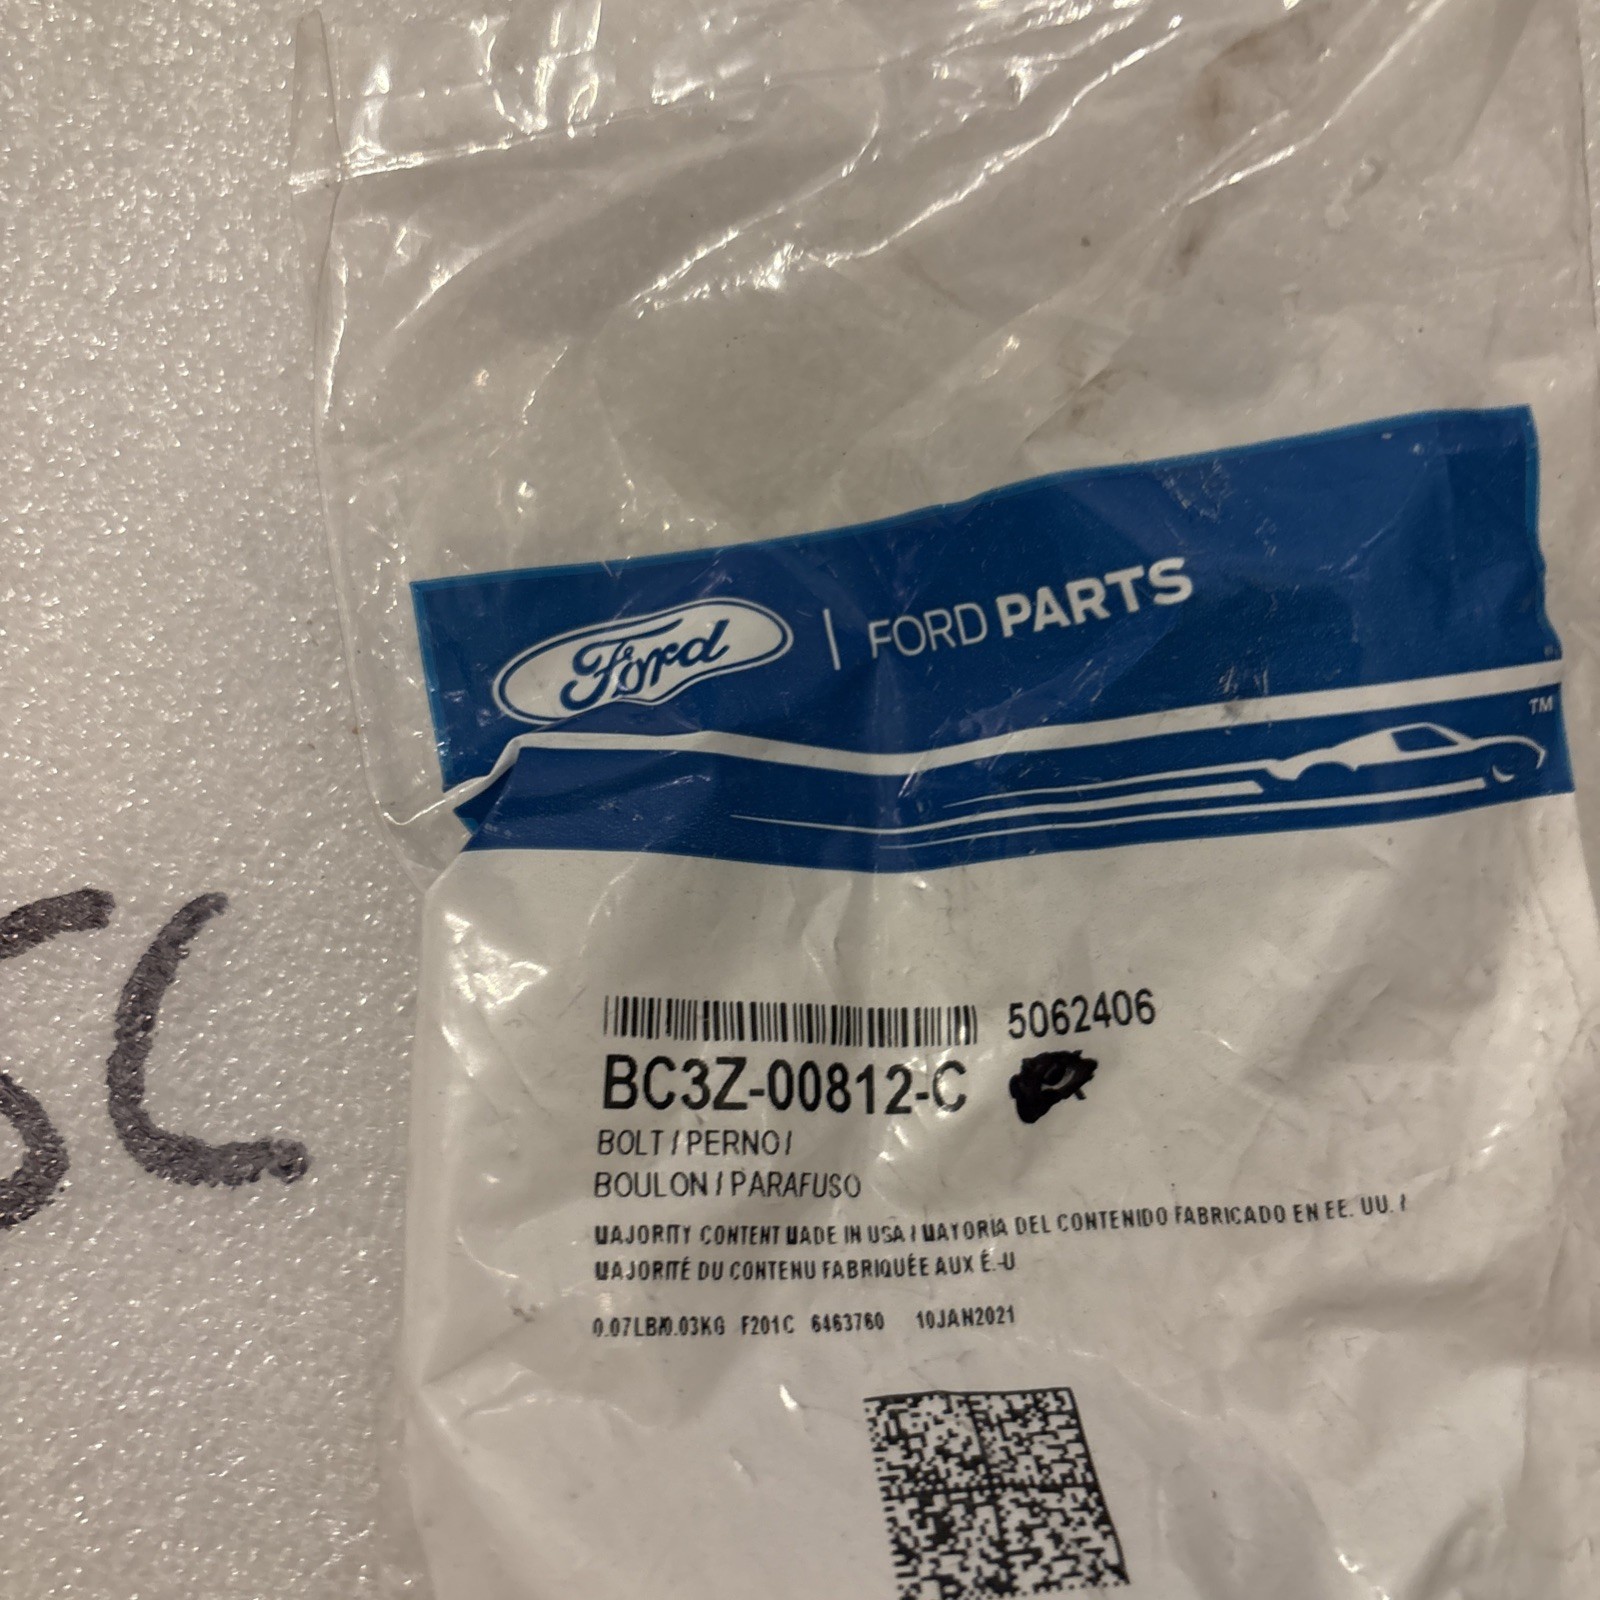 Ford | FORD PARTS
TM
5062406
BC3Z-00812-C
BOLT / PERNO /
BOULON / PARAFUSO
MAJORITY CONTENT MADE IN USA / MAYORÍA DEL CONTENIDO FABRICADO EN EE. UU. /
MAJORITÉ DU CONTENU FABRIQUÉE AUX É.-U
0.07LB/0.03KG F201C 6463760 10JAN2021